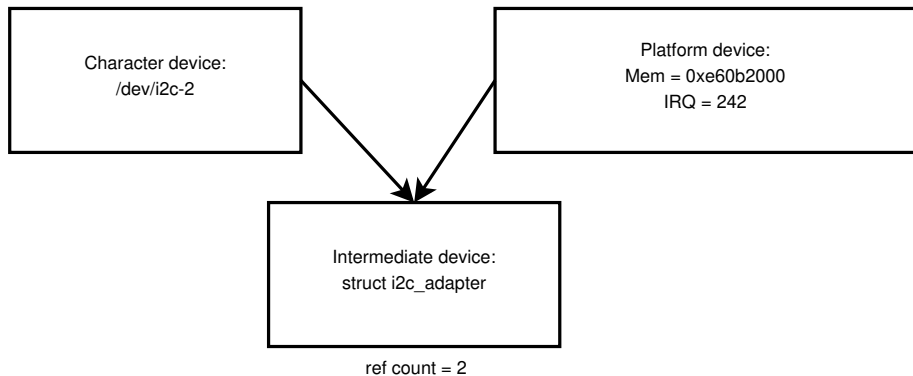 Character device:
/dev/i2c-2
Platform device:
Mem = 0xe60b2000
IRQ = 242
Intermediate device:
struct i2c_adapter
ref count = 2